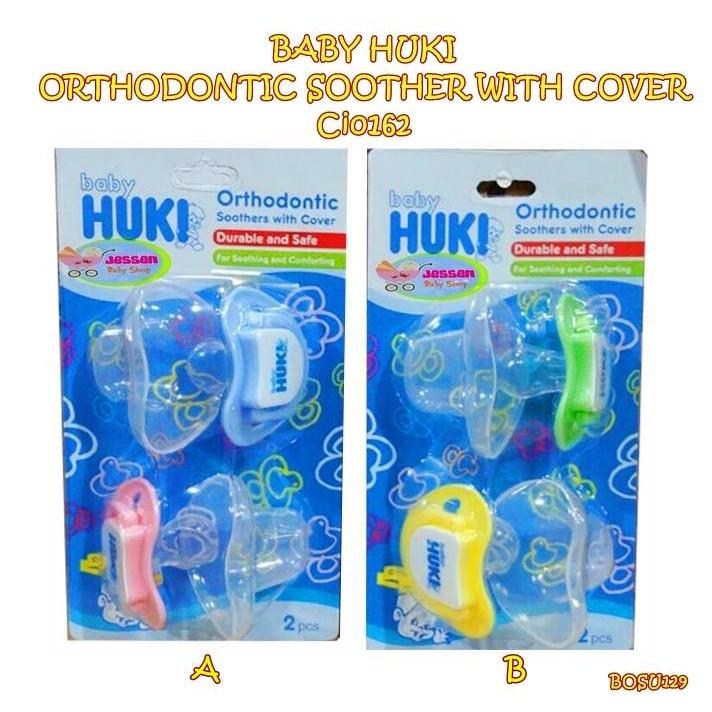 BABY HUKI
ORTHODONTIC SOOTHER WITH COVER
Ci0162
baby
HUKI
Orthodontic
Soothers with Cover
Durable and Safe
For Soothing and Comforting
Jessen
Baby Shop
baby
HUKI
HUKI
2 pcs
baby
HUKI
Orthodontic
Soothers with Cover
Durable and Safe
For Soothing and Comforting
Jessen
Baby Shop
HUKI
2 pcs
A
B
BOSU129